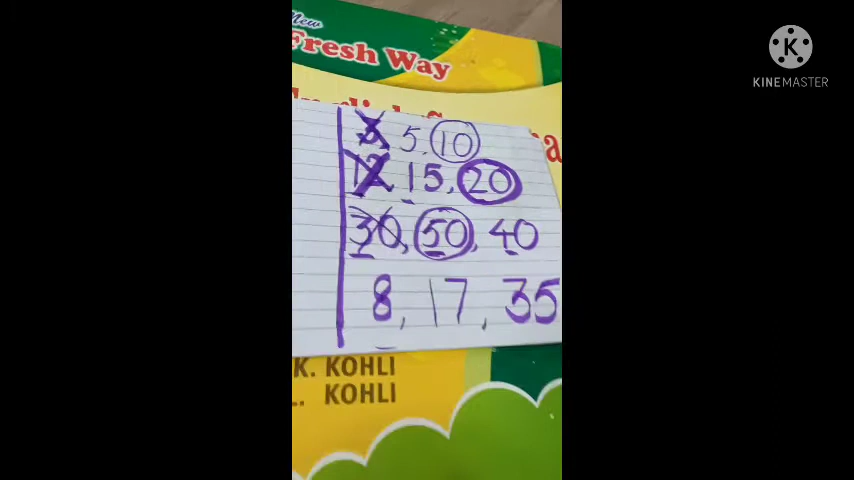 New
Fresh Way
3, 5, 10
12, 15, 20
30, 50, 40
8, 17, 35
K. KOHLI
KOHLI
K
KINEMASTER